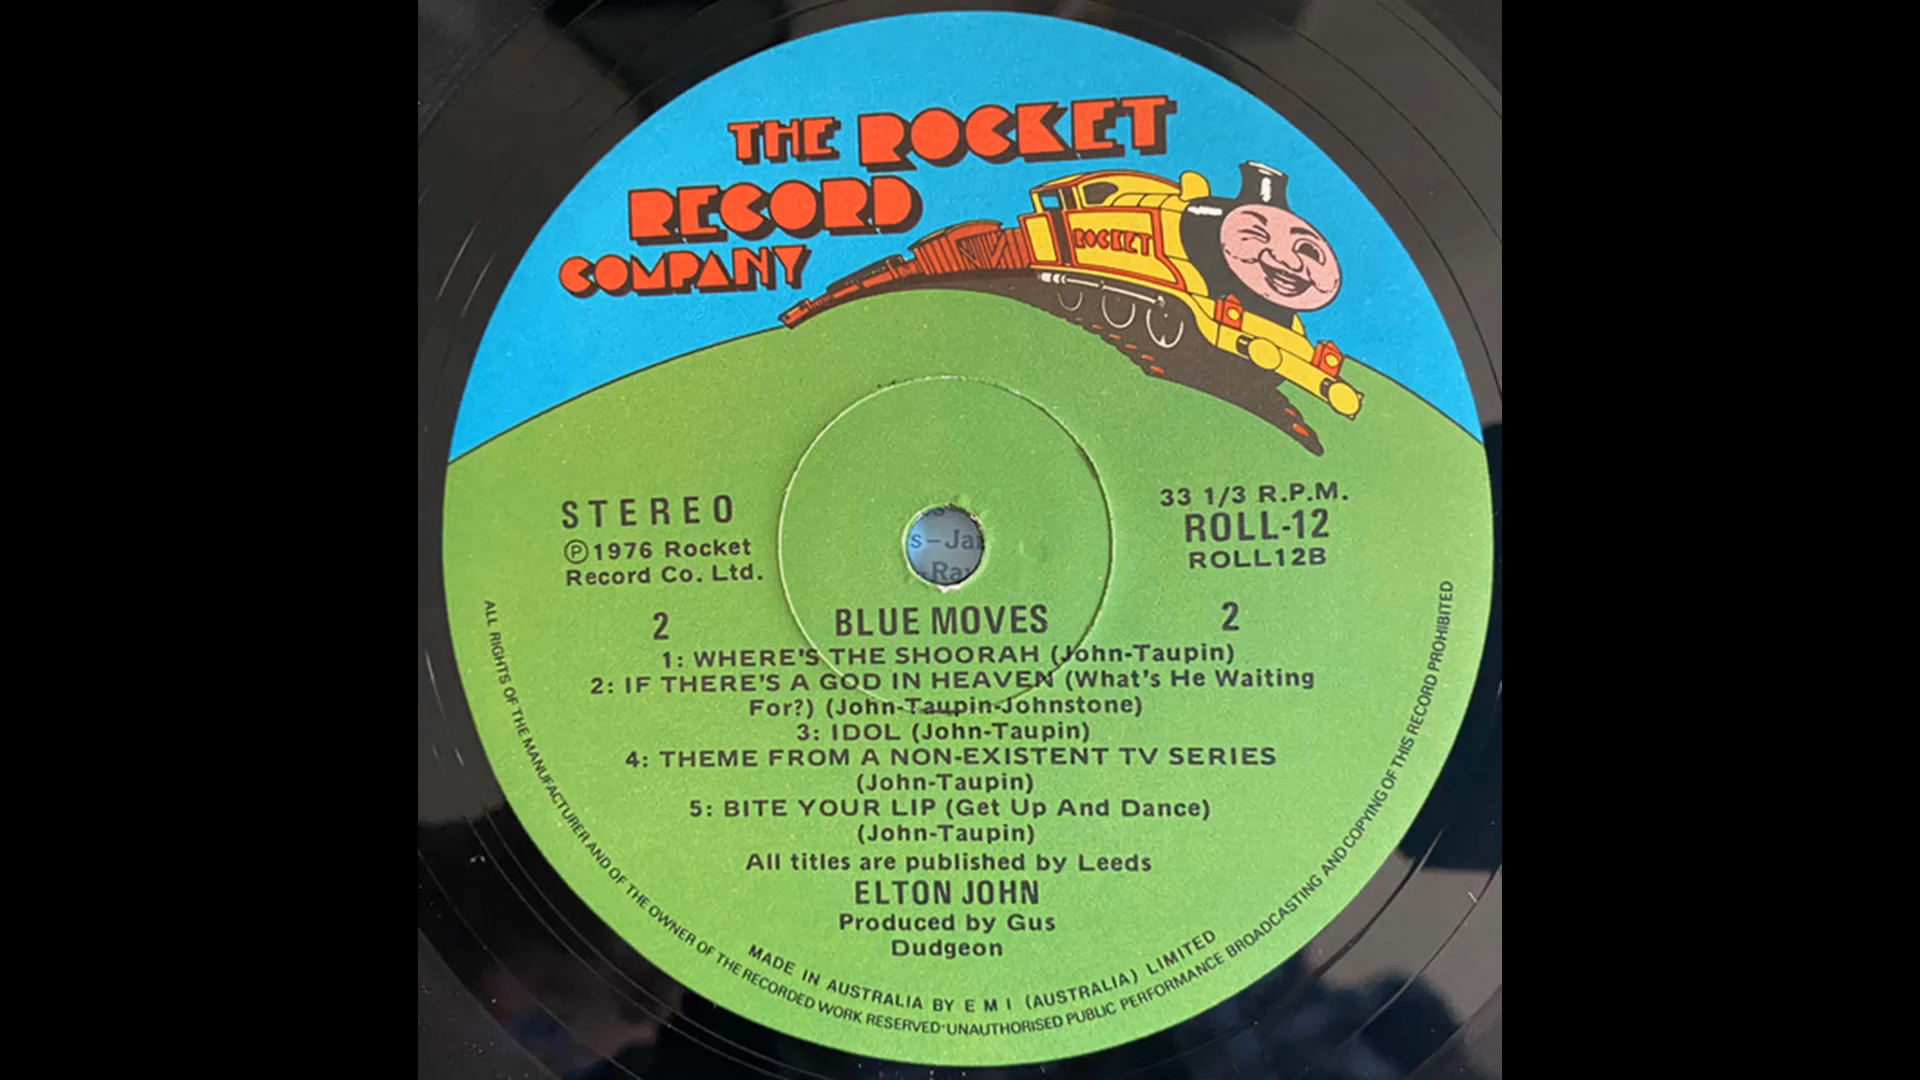 THE ROCKET
RECORD
COMPANY
ROCKET
STEREO
Ⓟ1976 Rocket
Record Co. Ltd.
33 1/3 R.P.M.
ROLL-12
ROLL12B
s-Ja
-Ra
2 BLUE MOVES 2
1: WHERE'S THE SHOORAH (John-Taupin)
2: IF THERE'S A GOD IN HEAVEN (What's He Waiting
For?) (John-Taupin-Johnstone)
3: IDOL (John-Taupin)
4: THEME FROM A NON-EXISTENT TV SERIES
(John-Taupin)
5: BITE YOUR LIP (Get Up And Dance)
(John-Taupin)
All titles are published by Leeds
ELTON JOHN
Produced by Gus
Dudgeon
MADE IN AUSTRALIA BY E M I (AUSTRALIA) LIMITED
ALL RIGHTS OF THE MANUFACTURER AND OF THE OWNER OF THE RECORDED WORK RESERVED·UNAUTHORISED PUBLIC PERFORMANCE BROADCASTING AND COPYING OF THIS RECORD PROHIBITED